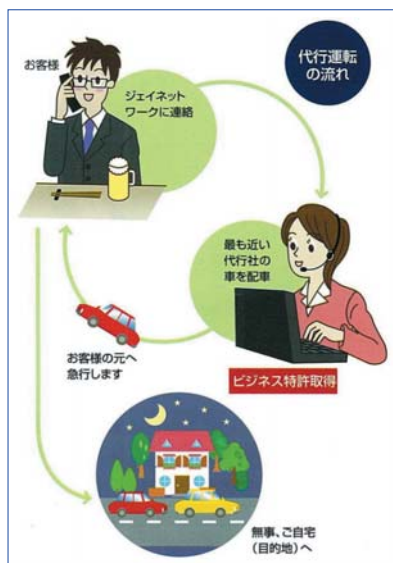 代行運転
の流れ
お客様
ジェイネット
ワークに連絡
最も近い
代行社の
車を配車
ビジネス特許取得
お客様の元へ
急行します
無事、ご自宅
(目的地)へ